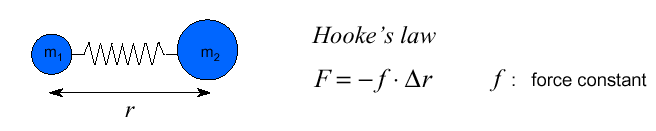 m₁
m₂
r
Hooke's law
F = −f · Δr
f : force constant